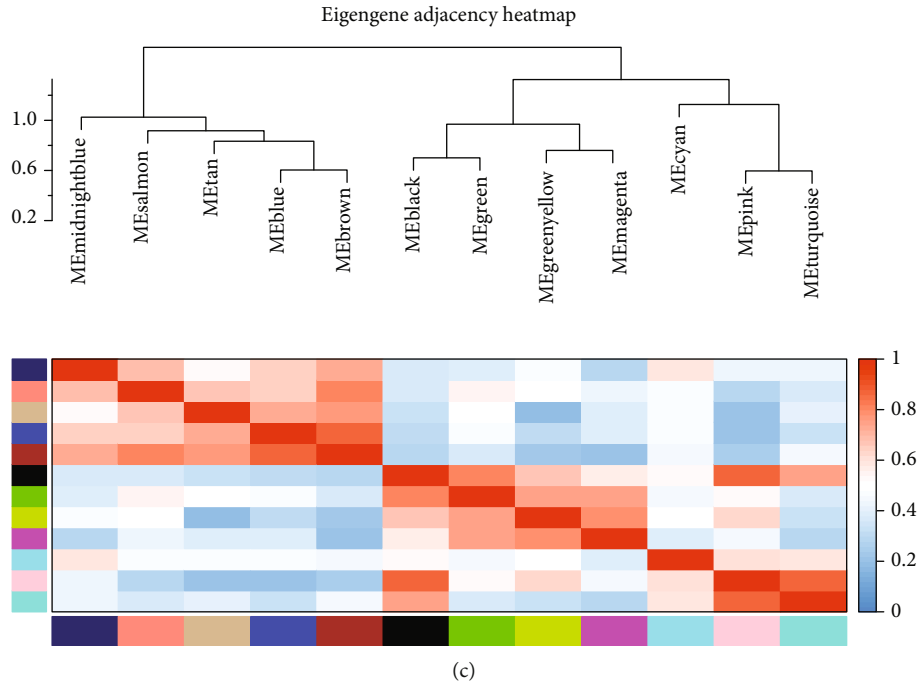 Eigengene adjacency heatmap
1.0
0.6
0.2
MEmidnightblue
MEsalmon
MEtan
MEblue
MEbrown
MEblack
MEgreen
MEgreenyellow
MEmagenta
MEcyan
MEpink
MEturquoise
1
0.8
0.6
0.4
0.2
0
(c)